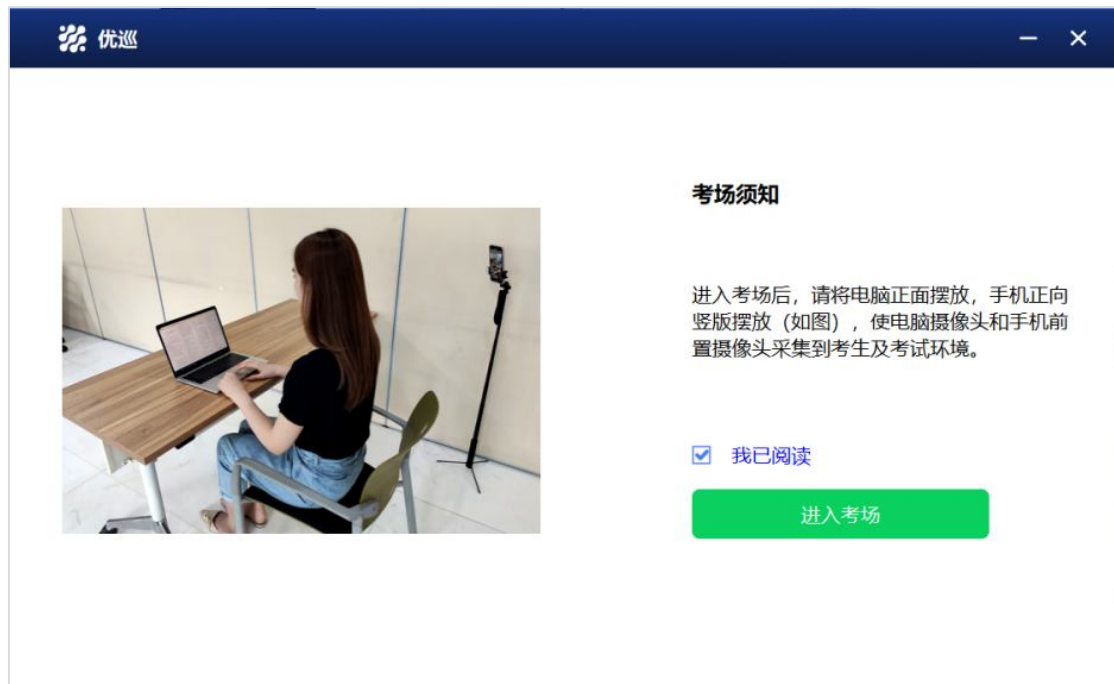 优巡
考场须知
进入考场后，请将电脑正面摆放，手机正向
竖版摆放（如图），使电脑摄像头和手机前
置摄像头采集到考生及考试环境。
我已阅读
进入考场